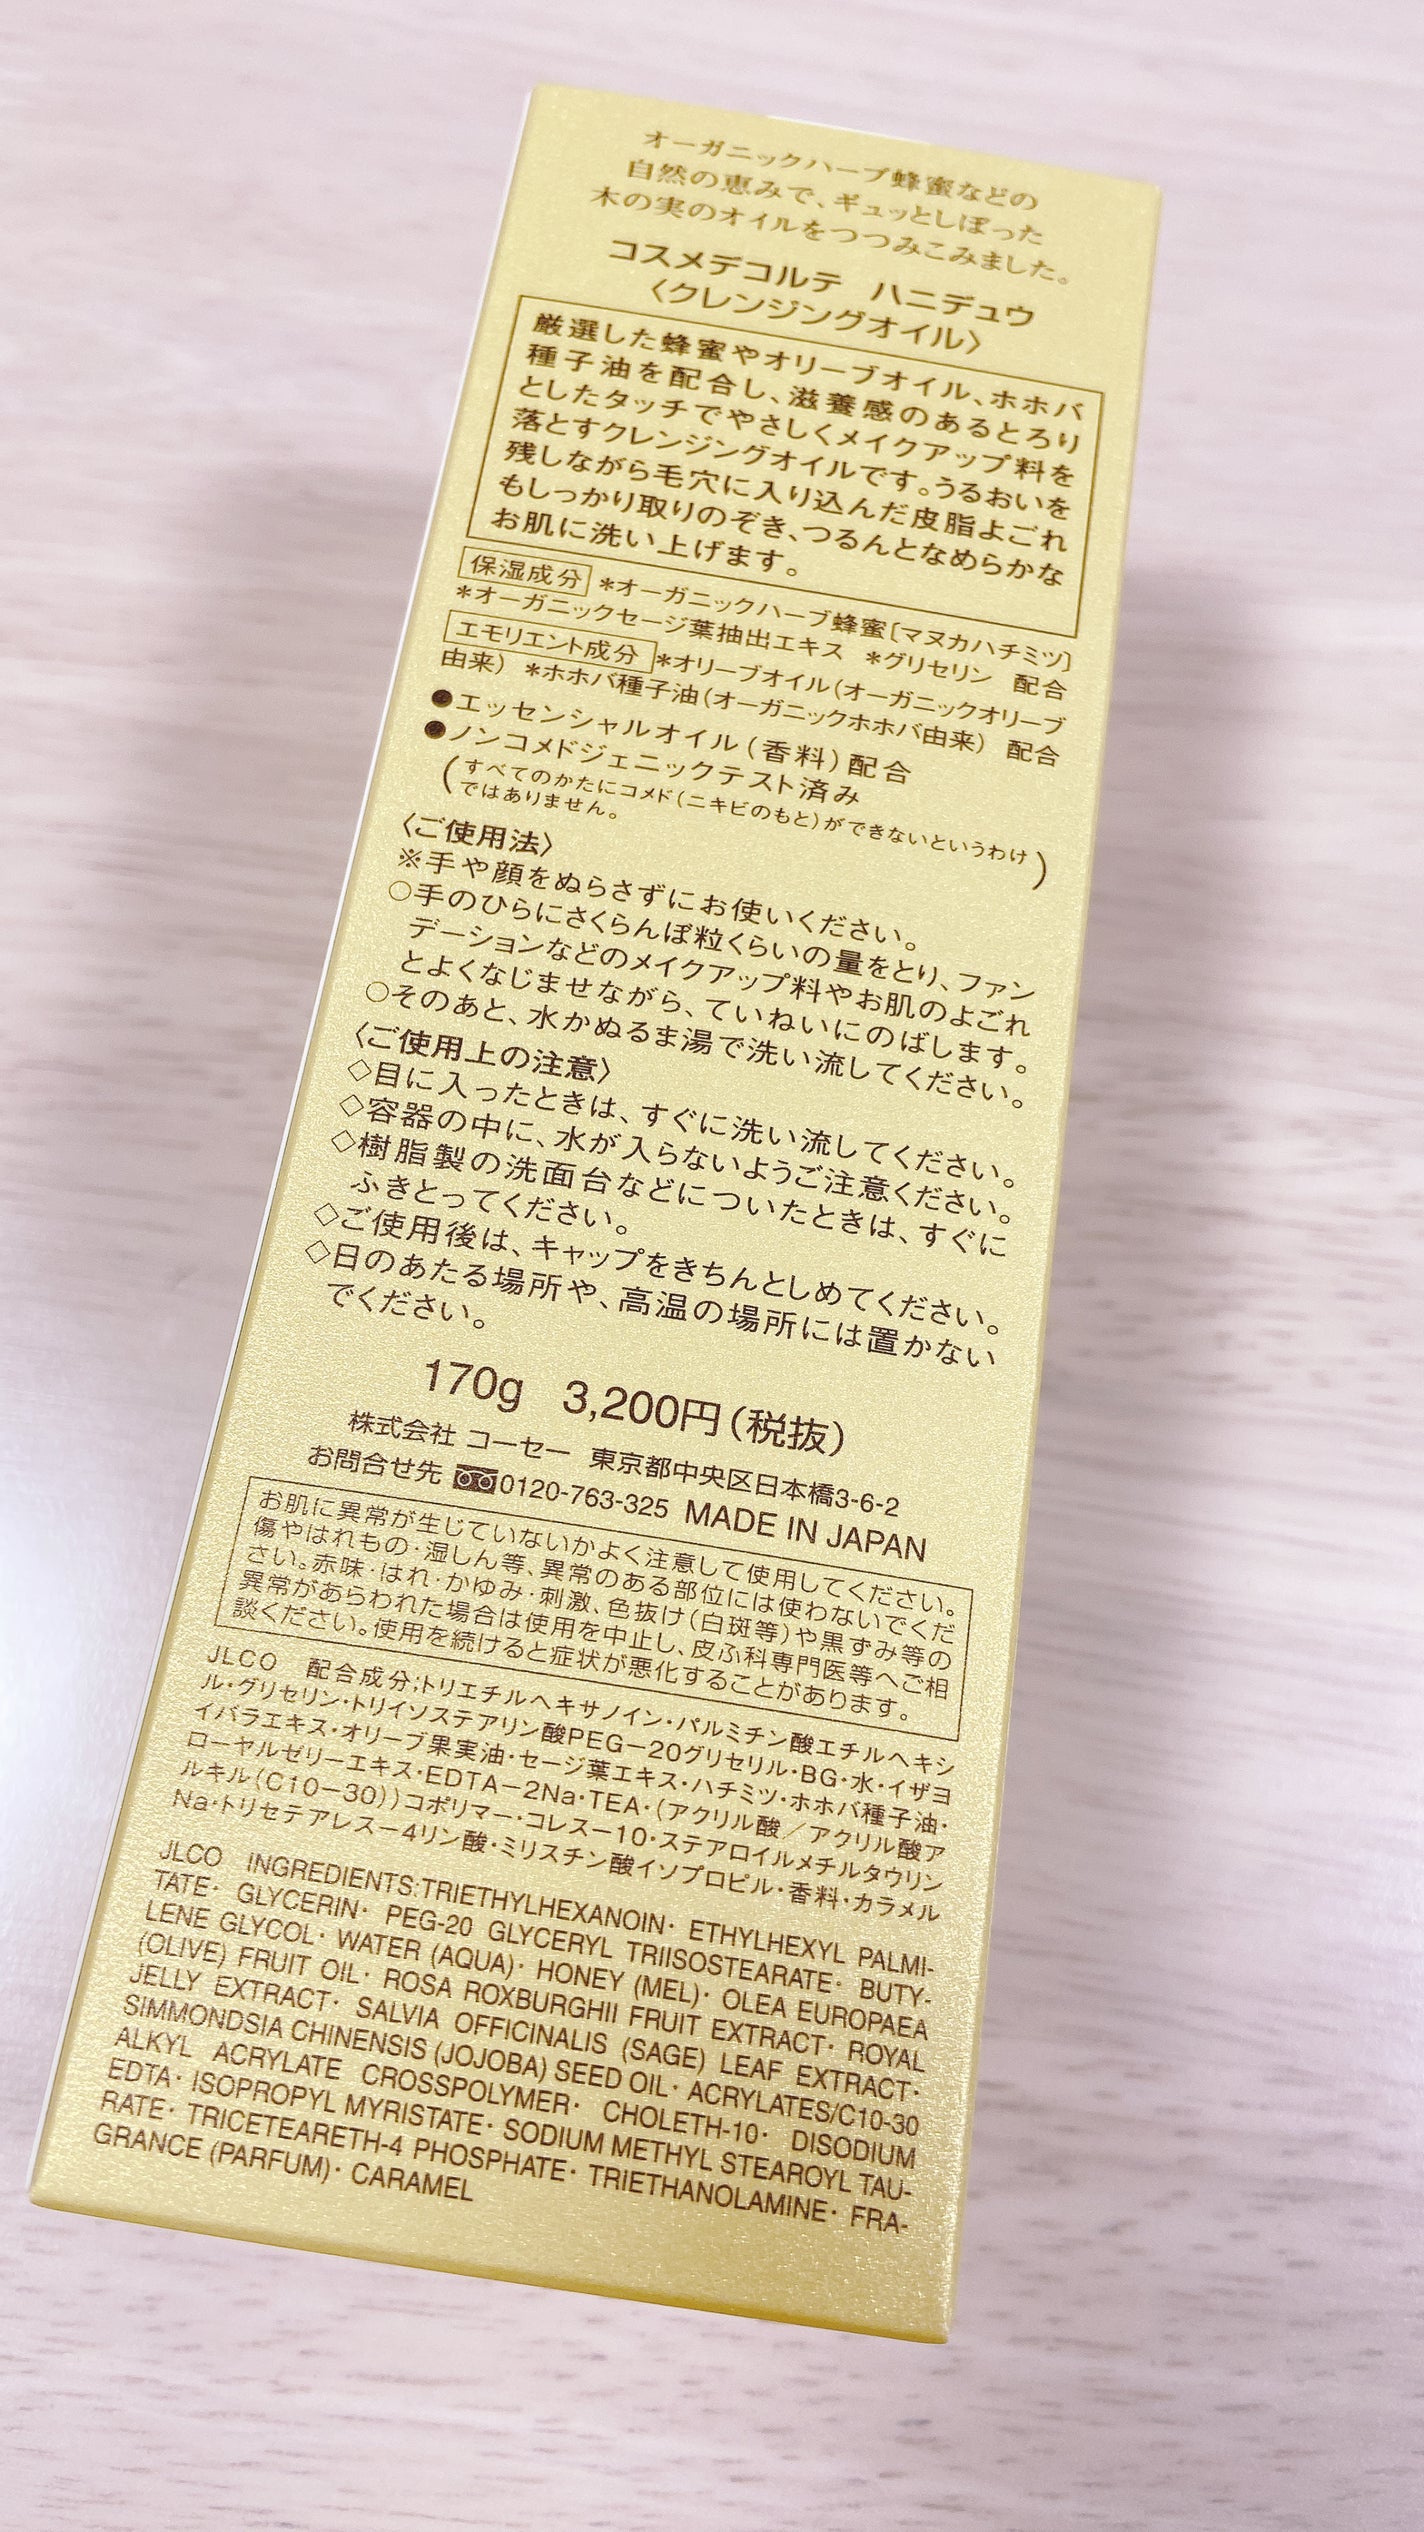 オーガニックハーブ蜂蜜などの
自然の恵みで、ギュッとしぼった
木の実のオイルをつつみこみました。
コスメデコルテ ハニデュウ
〈クレンジングオイル〉
厳選した蜂蜜やオリーブオイル、ホホバ
種子油を配合し、滋養感のあるとろり
としたタッチでやさしくメイクアップ料を
落とすクレンジングオイルです。うるおいを
残しながら毛穴に入り込んだ皮脂よごれ
もしっかり取りのぞき、つるんとなめらかな
お肌に洗い上げます。
保湿成分 *オーガニックハーブ蜂蜜[マヌカハチミツ]
*オーガニックセージ葉抽出エキス *グリセリン 配合
エモリエント成分 *オリーブオイル(オーガニックオリーブ
由来) *ホホバ種子油(オーガニックホホバ由来) 配合
●エッセンシャルオイル(香料)配合
●ノンコメドジェニックテスト済み
(すべてのかたにコメド(ニキビのもと)ができないというわけ
ではありません。)
〈ご使用法〉
※手や顔をぬらさずにお使いください。
○手のひらにさくらんぼ粒くらいの量をとり、ファン
デーションなどのメイクアップ料やお肌のよごれ
とよくなじませながら、ていねいにのばします。
○そのあと、水かぬるま湯で洗い流してください。
〈ご使用上の注意〉
◇目に入ったときは、すぐに洗い流してください。
◇容器の中に、水が入らないようご注意ください。
◇樹脂製の洗面台などについたときは、すぐに
ふきとってください。
◇ご使用後は、キャップをきちんとしめてください。
◇日のあたる場所や、高温の場所には置かない
でください。
170g 3,200円(税抜)
株式会社 コーセー 東京都中央区日本橋3-6-2
お問合せ先 0120-763-325 MADE IN JAPAN
お肌に異常が生じていないかよく注意して使用してください。
傷やはれもの・湿しん等、異常のある部位には使わないでくだ
さい。赤味・はれ・かゆみ・刺激、色抜け(白斑等)や黒ずみ等の
異常があらわれた場合は使用を中止し、皮ふ科専門医等へご相
談ください。使用を続けると症状が悪化することがあります。
JLCO 配合成分;トリエチルヘキサノイン・パルミチン酸エチルヘキシ
ル・グリセリン・トリイソステアリン酸PEG-20グリセリル・BG・水・イザヨ
イバラエキス・オリーブ果実油・セージ葉エキス・ハチミツ・ホホバ種子油・
ローヤルゼリーエキス・EDTA-2Na・TEA・(アクリル酸/アクリル酸ア
ルキル(C10-30))コポリマー・コレス-10・ステアロイルメチルタウリン
Na・トリセテアレス-4リン酸・ミリスチン酸イソプロピル・香料・カラメル
JLCO INGREDIENTS:TRIETHYLHEXANOIN・ ETHYLHEXYL PALMI-
TATE・ GLYCERIN・ PEG-20 GLYCERYL TRIISOSTEARATE・ BUTY-
LENE GLYCOL・ WATER (AQUA)・ HONEY (MEL)・ OLEA EUROPAEA
(OLIVE) FRUIT OIL・ ROSA ROXBURGHII FRUIT EXTRACT・ ROYAL
JELLY EXTRACT・ SALVIA OFFICINALIS (SAGE) LEAF EXTRACT・
SIMMONDSIA CHINENSIS (JOJOBA) SEED OIL・ ACRYLATES/C10-30
ALKYL ACRYLATE CROSSPOLYMER・ CHOLETH-10・ DISODIUM
EDTA・ ISOPROPYL MYRISTATE・ SODIUM METHYL STEAROYL TAU-
RATE・ TRICETEARETH-4 PHOSPHATE・ TRIETHANOLAMINE・ FRA-
GRANCE (PARFUM)・ CARAMEL